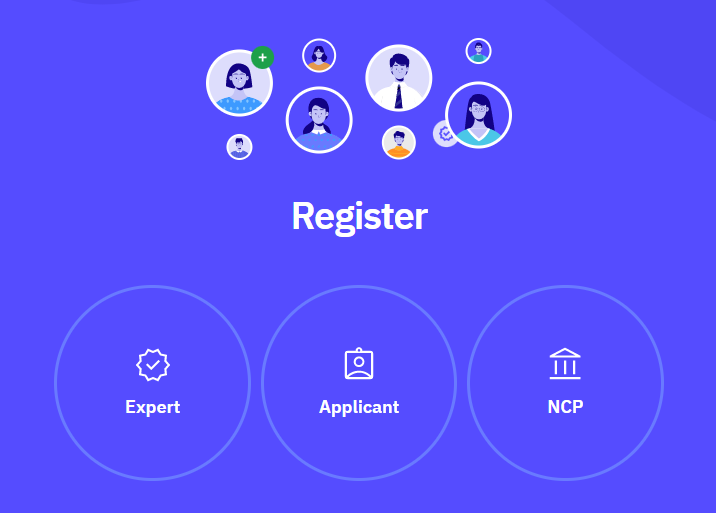 Register
Expert
Applicant
NCP